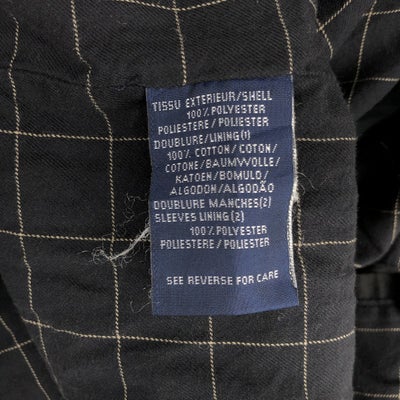 TISSU EXTERIEUR/SHELL
100% POLYESTER
POLIESTERE / POLIESTER
DOUBLURE/LINING(1)
100% COTTON/COTON/
COTONE/BAUMWOLLE/
KATOEN/BOMULD/
ALGODON/ALGODÃO
DOUBLURE MANCHES(2)
SLEEVES LINING(2)
100% POLYESTER
POLIESTERE / POLIESTER
SEE REVERSE FOR CARE